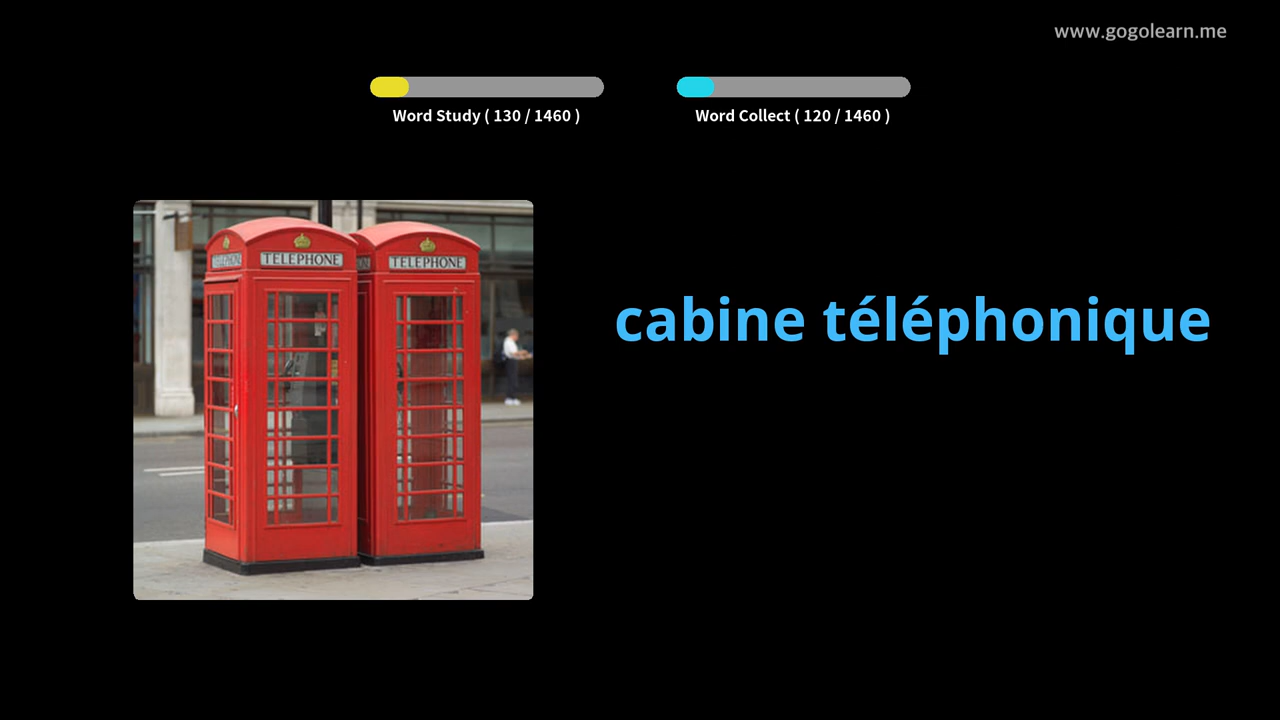 www.gogolearn.me
Word Study ( 130 / 1460 )
Word Collect ( 120 / 1460 )
TELEPHONE
TELEPHONE
cabine téléphonique